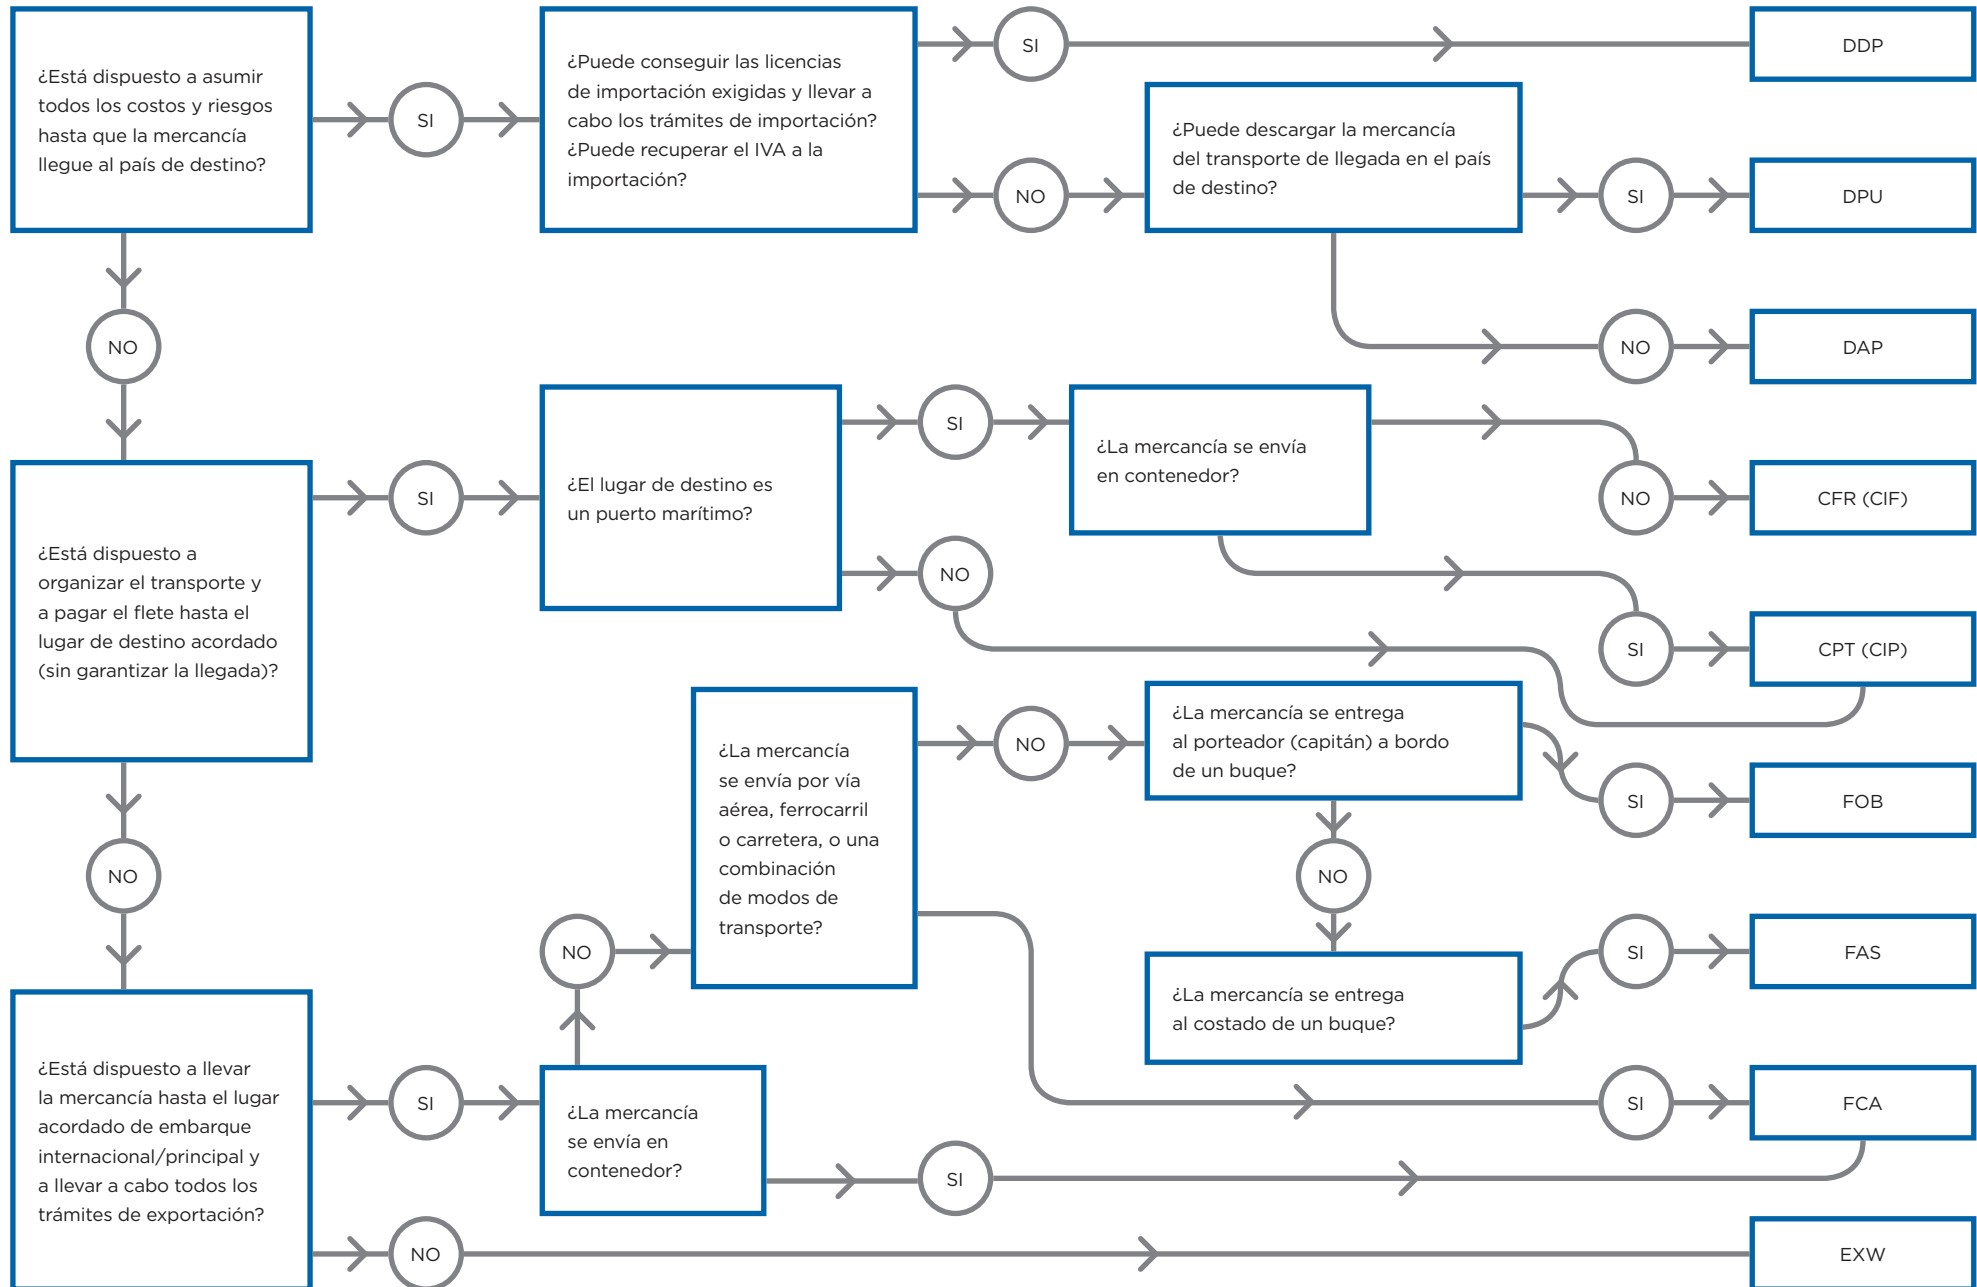 ¿Está dispuesto a asumir
todos los costos y riesgos
hasta que la mercancía
llegue al país de destino?
SI
¿Puede conseguir las licencias
de importación exigidas y llevar a
cabo los trámites de importación?
¿Puede recuperar el IVA a la
importación?
SI
DDP
NO
¿Puede descargar la mercancía
del transporte de llegada en el país
de destino?
SI
DPU
NO
DAP
NO
¿Está dispuesto a
organizar el transporte y
a pagar el flete hasta el
lugar de destino acordado
(sin garantizar la llegada)?
SI
¿El lugar de destino es
un puerto marítimo?
SI
¿La mercancía se envía
en contenedor?
NO
CFR (CIF)
NO
SI
CPT (CIP)
NO
¿Está dispuesto a llevar
la mercancía hasta el lugar
acordado de embarque
internacional/principal y
a llevar a cabo todos los
trámites de exportación?
SI
¿La mercancía
se envía en
contenedor?
NO
¿La mercancía
se envía por vía
aérea, ferrocarril
o carretera, o una
combinación
de modos de
transporte?
NO
¿La mercancía se entrega
al porteador (capitán) a bordo
de un buque?
SI
FOB
NO
¿La mercancía se entrega
al costado de un buque?
SI
FAS
SI
FCA
SI
NO
EXW